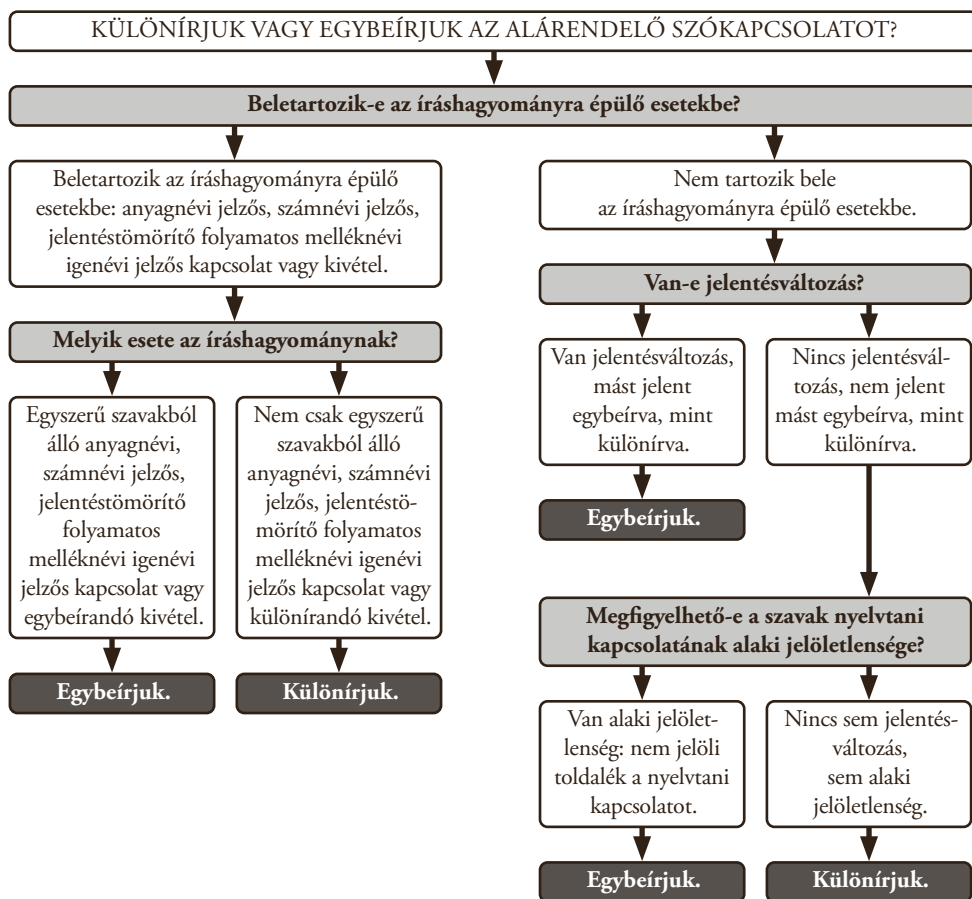 KÜLÖNÍRJUK VAGY EGYBEÍRJUK AZ ALÁRENDELŐ SZÓKAPCSOLATOT?
Beletartozik-e az íráshagyományra épülő esetekbe?
Beletartozik az íráshagyományra épülő
esetekbe: anyagnévi jelzős, számnévi jelzős,
jelentéstömörítő folyamatos melléknévi
igenévi jelzős kapcsolat vagy kivétel.
Melyik esete az íráshagyománynak?
Egyszerű szavakból
álló anyagnévi,
számnévi jelzős,
jelentéstömörítő
folyamatos
melléknévi igenévi
jelzős kapcsolat vagy
egybeírandó kivétel.
Egybeírjuk.
Nem csak egyszerű
szavakból álló
anyagnévi, számnévi
jelzős, jelentéstö-
mörítő folyamatos
melléknévi igenévi
jelzős kapcsolat vagy
különírandó kivétel.
Különírjuk.
Nem tartozik bele
az íráshagyományra épülő esetekbe.
Van-e jelentésváltozás?
Van jelentésváltozás,
mást jelent
egybeírva, mint
különírva.
Egybeírjuk.
Nincs jelentésvál-
tozás, nem jelent
mást egybeírva, mint
különírva.
Megfigyelhető-e a szavak nyelvtani
kapcsolatának alaki jelöletlensége?
Van alaki jelölet-
lenség: nem jelöli
toldalék a nyelvtani
kapcsolatot.
Egybeírjuk.
Nincs sem jelentés-
változás,
sem alaki
jelöletlenség.
Különírjuk.